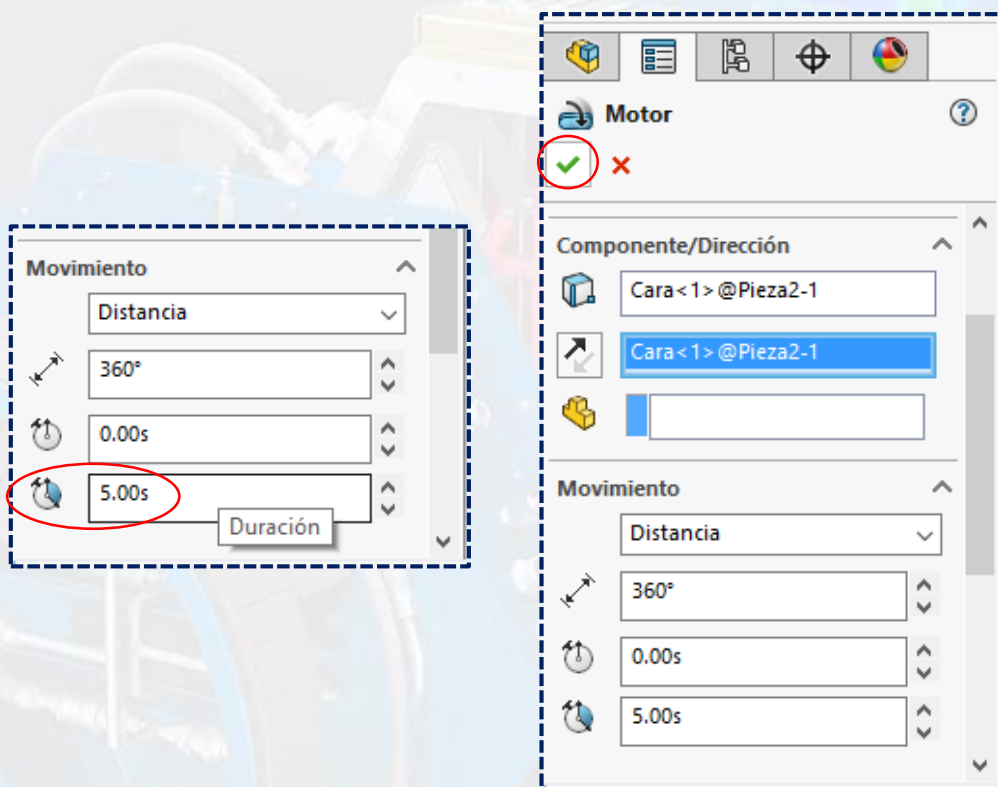 Movimiento
Distancia
360°
0.00s
5.00s
Duración
Motor
?
Componente/Dirección
Cara<1>@Pieza2-1
Cara<1>@Pieza2-1
Movimiento
Distancia
360°
0.00s
5.00s